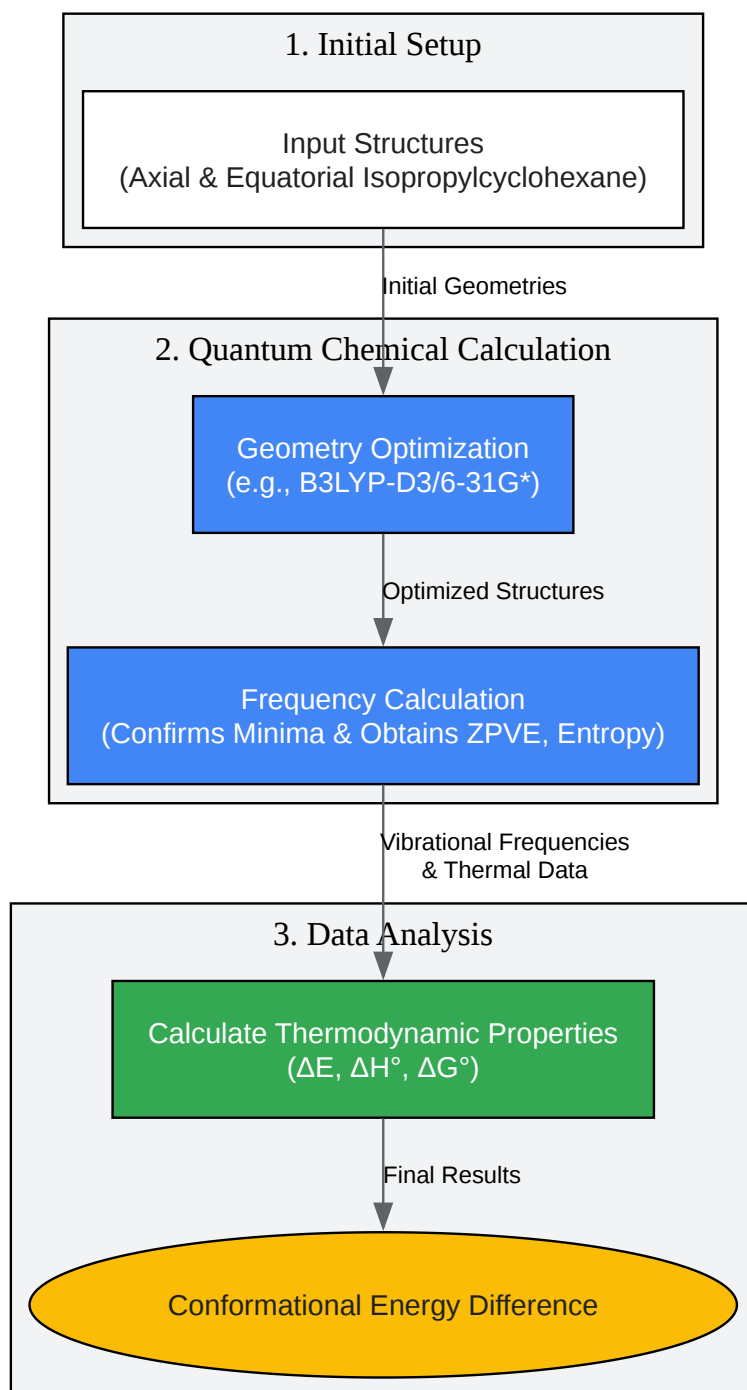 1. Initial Setup
Input Structures
(Axial & Equatorial Isopropylcyclohexane)
Initial Geometries
2. Quantum Chemical Calculation
Geometry Optimization
(e.g., B3LYP-D3/6-31G*)
Optimized Structures
Frequency Calculation
(Confirms Minima & Obtains ZPVE, Entropy)
Vibrational Frequencies
& Thermal Data
3. Data Analysis
Calculate Thermodynamic Properties
(ΔE, ΔH°, ΔG°)
Final Results
Conformational Energy Difference